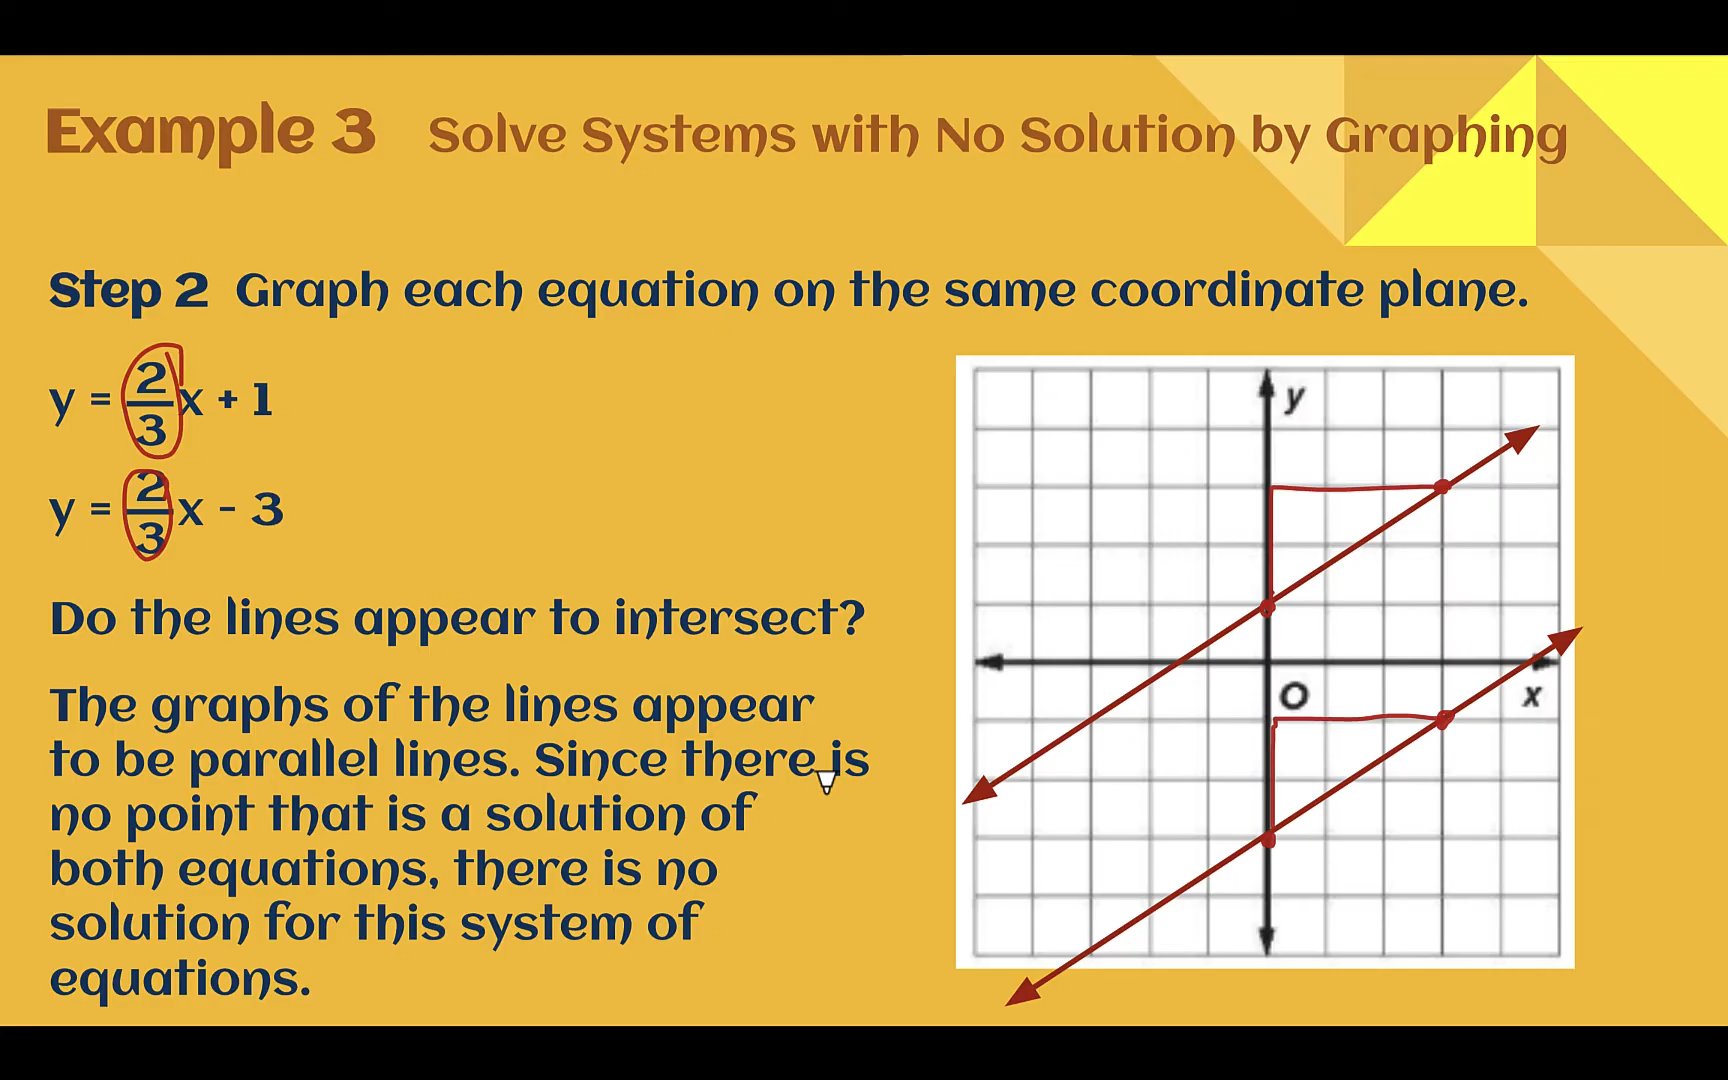 Example 3 Solve Systems with No Solution by Graphing
Step 2 Graph each equation on the same coordinate plane.
y = 2/3 x + 1
y = 2/3 x - 3
Do the lines appear to intersect?
The graphs of the lines appear
to be parallel lines. Since there is
no point that is a solution of
both equations, there is no
solution for this system of
equations.
y
O
x